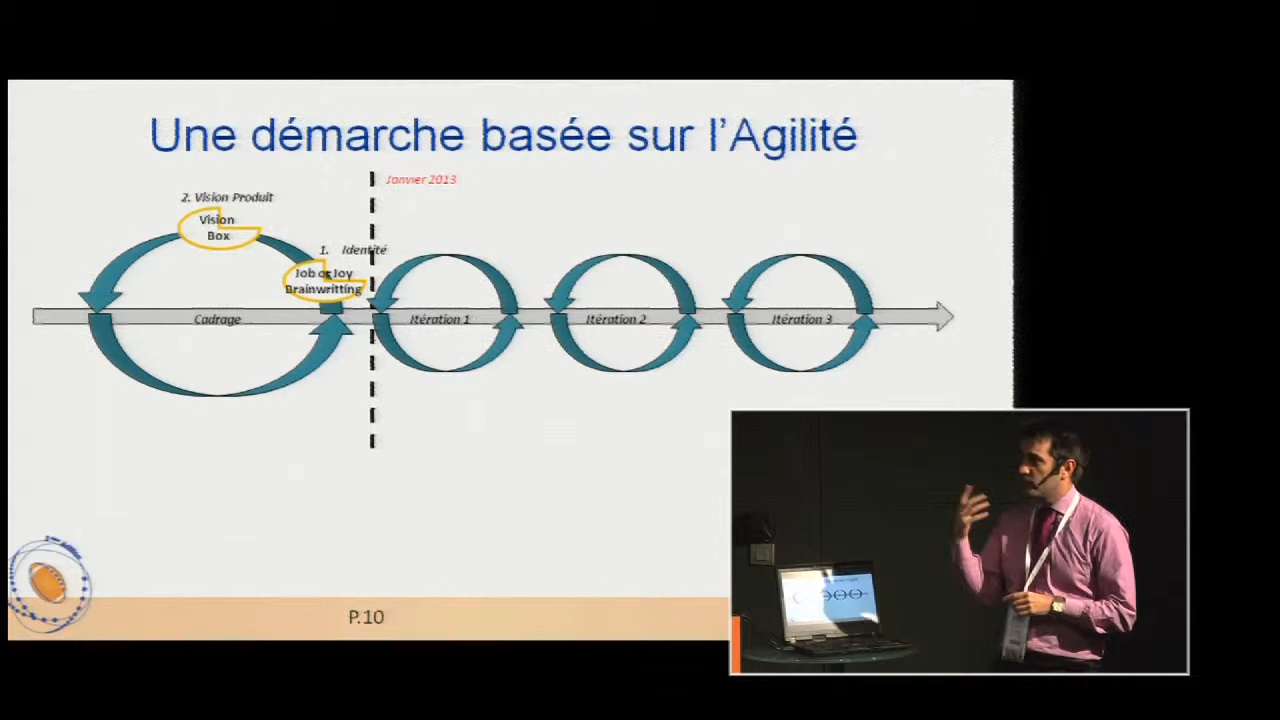 Une démarche basée sur l'Agilité
Janvier 2013
2. Vision Produit
Vision
Box
1. Identité
Job or Joy
Brainwritting
Cadrage
Itération 1
Itération 2
Itération 3
P.10